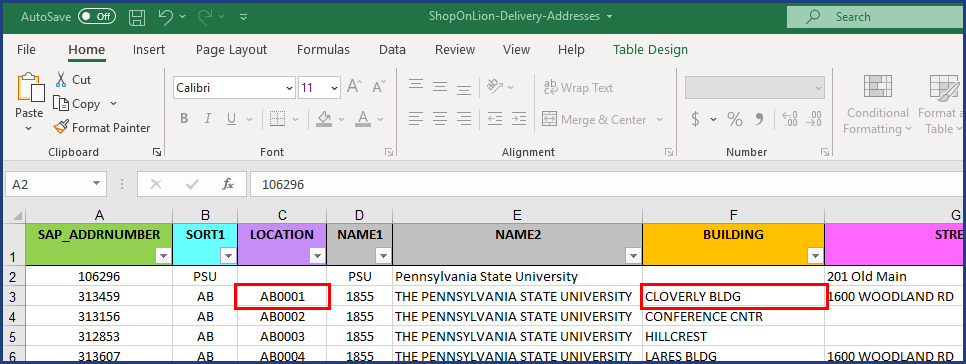 AutoSave Off ShopOnLion-Delivery-Addresses Search
File Home Insert Page Layout Formulas Data Review View Help Table Design
Cut Calibri 11 A A ab Wrap Text
Paste Copy Conditional Format as
Format Painter B I U A Merge & Center $ % Formatting Table
Clipboard Font Alignment Number
A2 fx 106296
A B C D E F G
SAP_ADDRNUMBER SORT1 LOCATION NAME1 NAME2 BUILDING STRE
1
2 106296 PSU PSU Pennsylvania State University 201 Old Main
3 313459 AB AB0001 1855 THE PENNSYLVANIA STATE UNIVERSITY CLOVERLY BLDG 1600 WOODLAND RD
4 313156 AB AB0002 1855 THE PENNSYLVANIA STATE UNIVERSITY CONFERENCE CNTR
5 312853 AB AB0003 1855 THE PENNSYLVANIA STATE UNIVERSITY HILLCREST
6 313607 AB AB0004 1855 THE PENNSYLVANIA STATE UNIVERSITY LARES BLDG 1600 WOODLAND RD